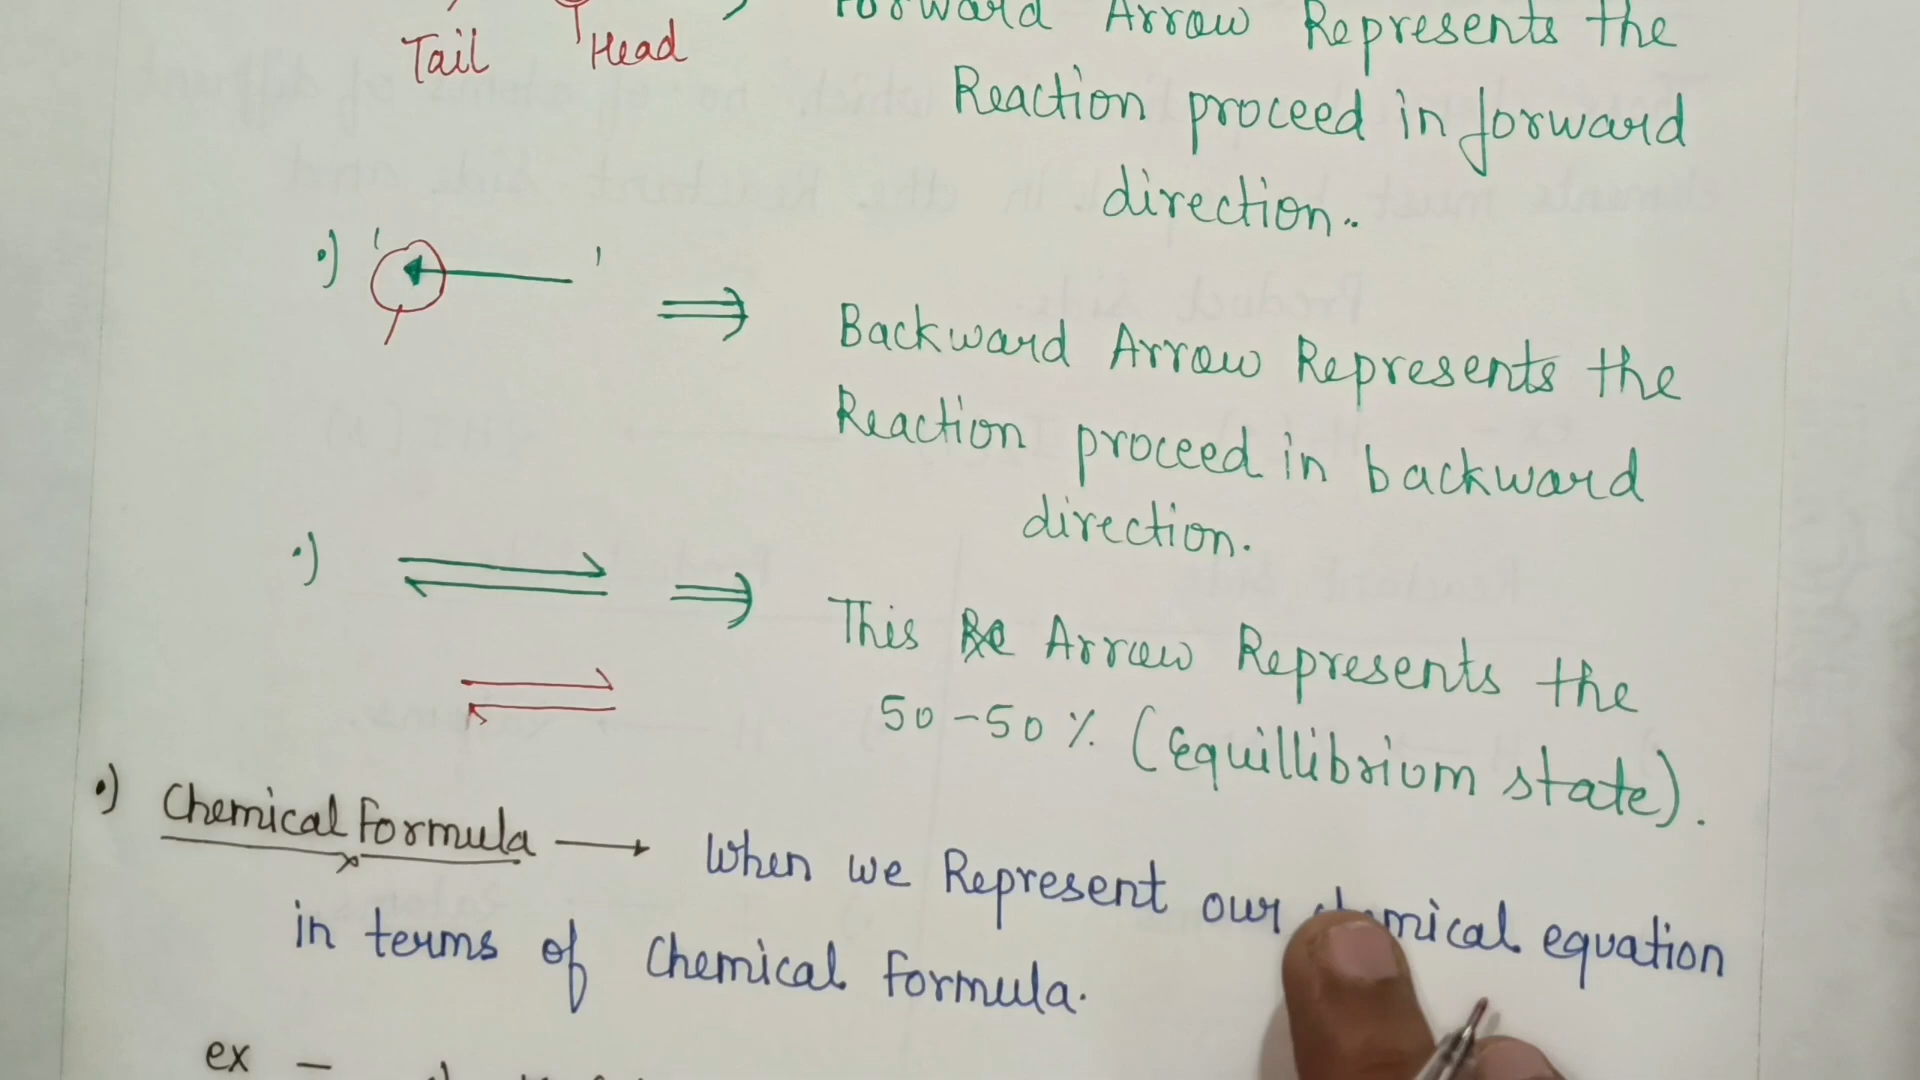 Tail Head
Forward Arrow Represents the
Reaction proceed in forward
direction.
Backward Arrow Represents the
Reaction proceed in backward
direction.
This Arrow Represents the
50-50% (Equillibrium state).
Chemical Formula → When we Represent our chemical equation
in terms of Chemical Formula.
ex –